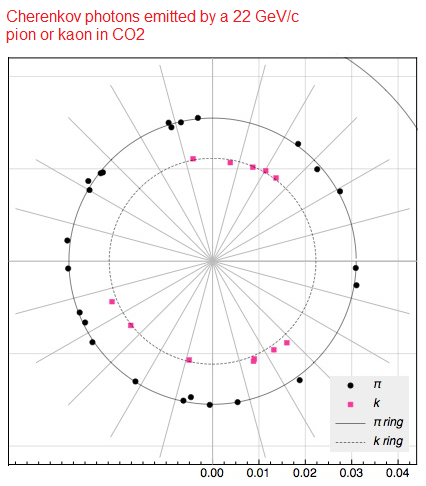 Cherenkov photons emitted by a 22 GeV/c
pion or kaon in CO2
π
k
π ring
k ring
0.00 0.01 0.02 0.03 0.04